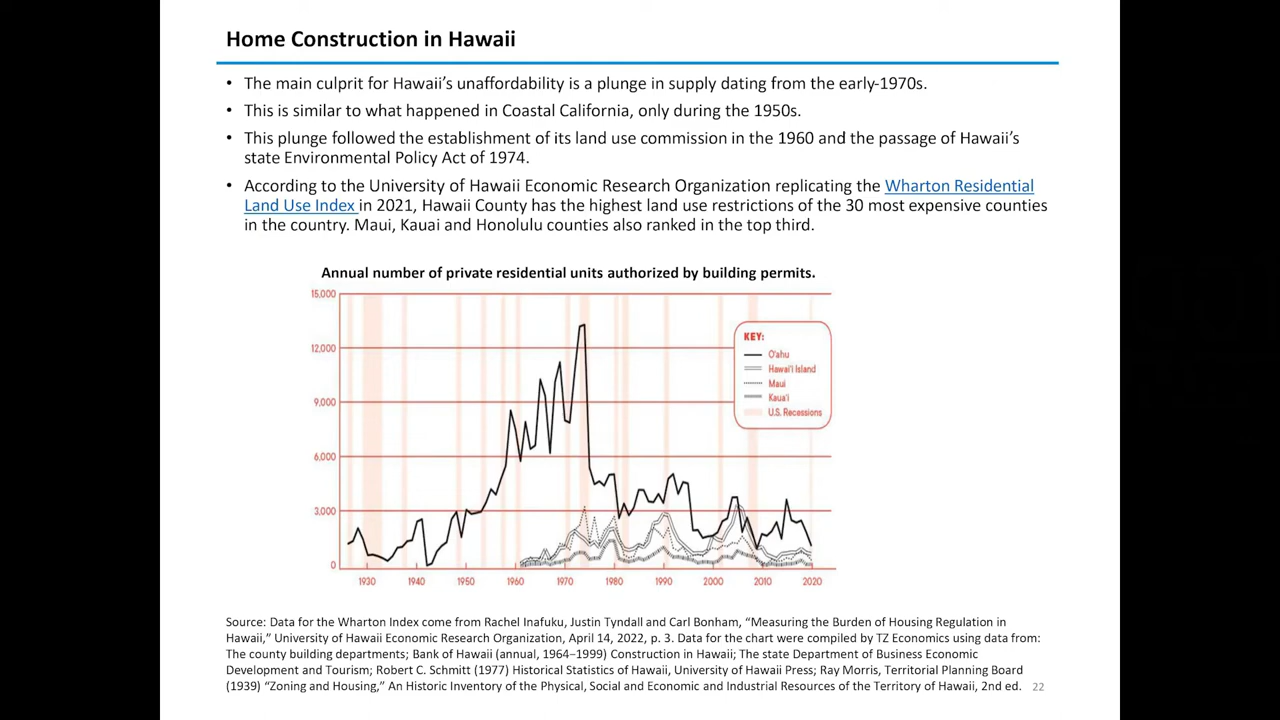 Home Construction in Hawaii
• The main culprit for Hawaii's unaffordability is a plunge in supply dating from the early-1970s.
• This is similar to what happened in Coastal California, only during the 1950s.
• This plunge followed the establishment of its land use commission in the 1960 and the passage of Hawaii's
state Environmental Policy Act of 1974.
• According to the University of Hawaii Economic Research Organization replicating the Wharton Residential
Land Use Index in 2021, Hawaii County has the highest land use restrictions of the 30 most expensive counties
in the country. Maui, Kauai and Honolulu counties also ranked in the top third.
Annual number of private residential units authorized by building permits.
15,000
12,000
9,000
6,000
3,000
0
KEY:
O'ahu
Hawai'i Island
Maui
Kaua'i
U.S. Recessions
1930 1940 1950 1960 1970 1980 1990 2000 2010 2020
Source: Data for the Wharton Index come from Rachel Inafuku, Justin Tyndall and Carl Bonham, "Measuring the Burden of Housing Regulation in
Hawaii," University of Hawaii Economic Research Organization, April 14, 2022, p. 3. Data for the chart were compiled by TZ Economics using data from:
The county building departments; Bank of Hawaii (annual, 1964–1999) Construction in Hawaii; The state Department of Business Economic
Development and Tourism; Robert C. Schmitt (1977) Historical Statistics of Hawaii, University of Hawaii Press; Ray Morris, Territorial Planning Board
(1939) "Zoning and Housing," An Historic Inventory of the Physical, Social and Economic and Industrial Resources of the Territory of Hawaii, 2nd ed.
22